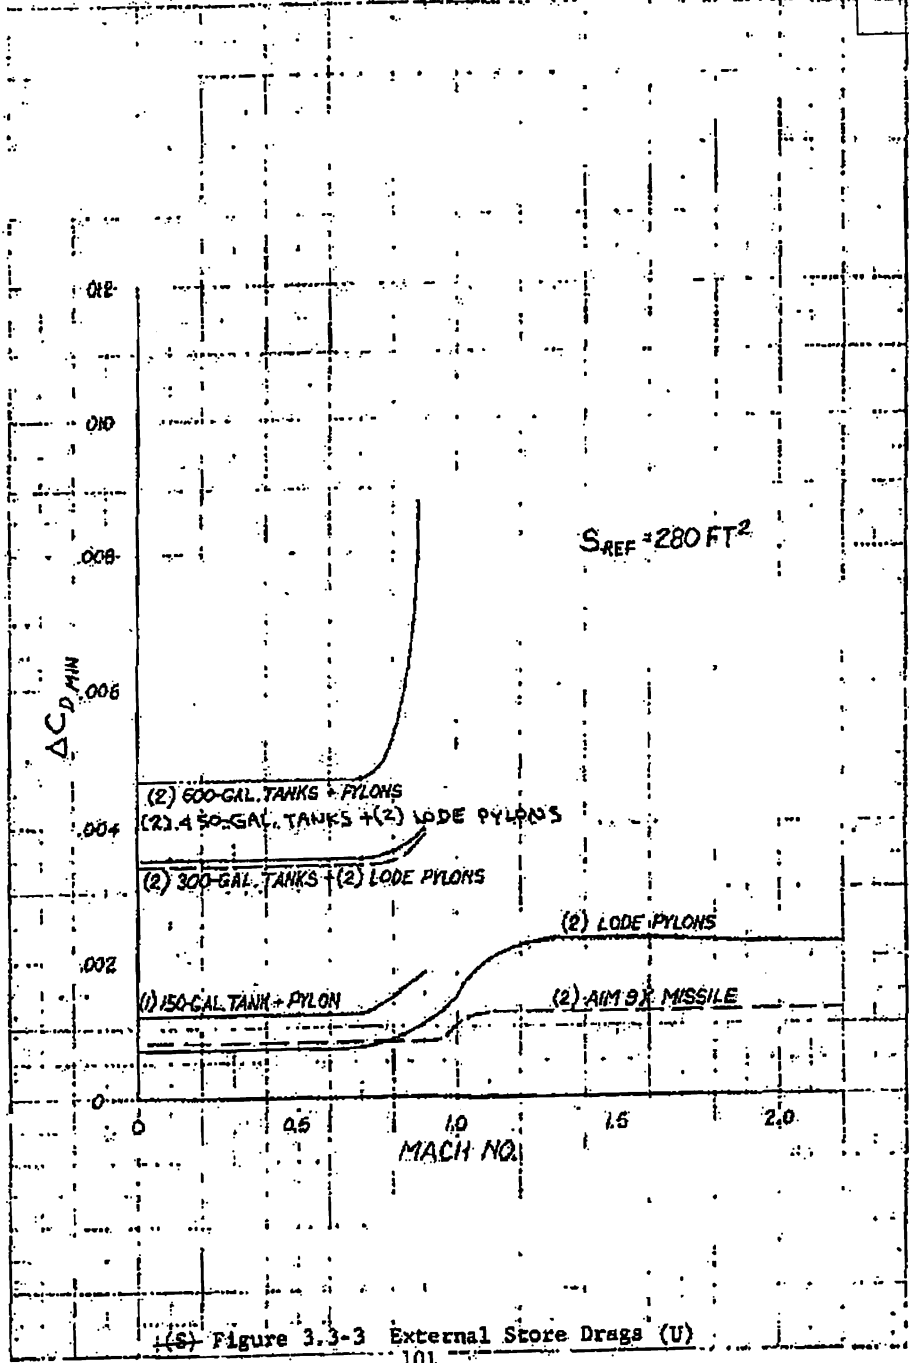 .012
.010
.008
S_REF = 280 FT²
ΔC_D MIN
.006
(2) 600-GAL. TANKS + PYLONS
.004
(2) 450-GAL. TANKS + (2) LODE PYLONS
(2) 300-GAL. TANKS + (2) LODE PYLONS
(2) LODE PYLONS
.002
(1) 150-GAL. TANK + PYLON
(2) AIM 9X MISSILE
0
0 0.5 1.0 1.5 2.0
MACH NO.
(S) Figure 3.3-3 External Store Drags (U)
101